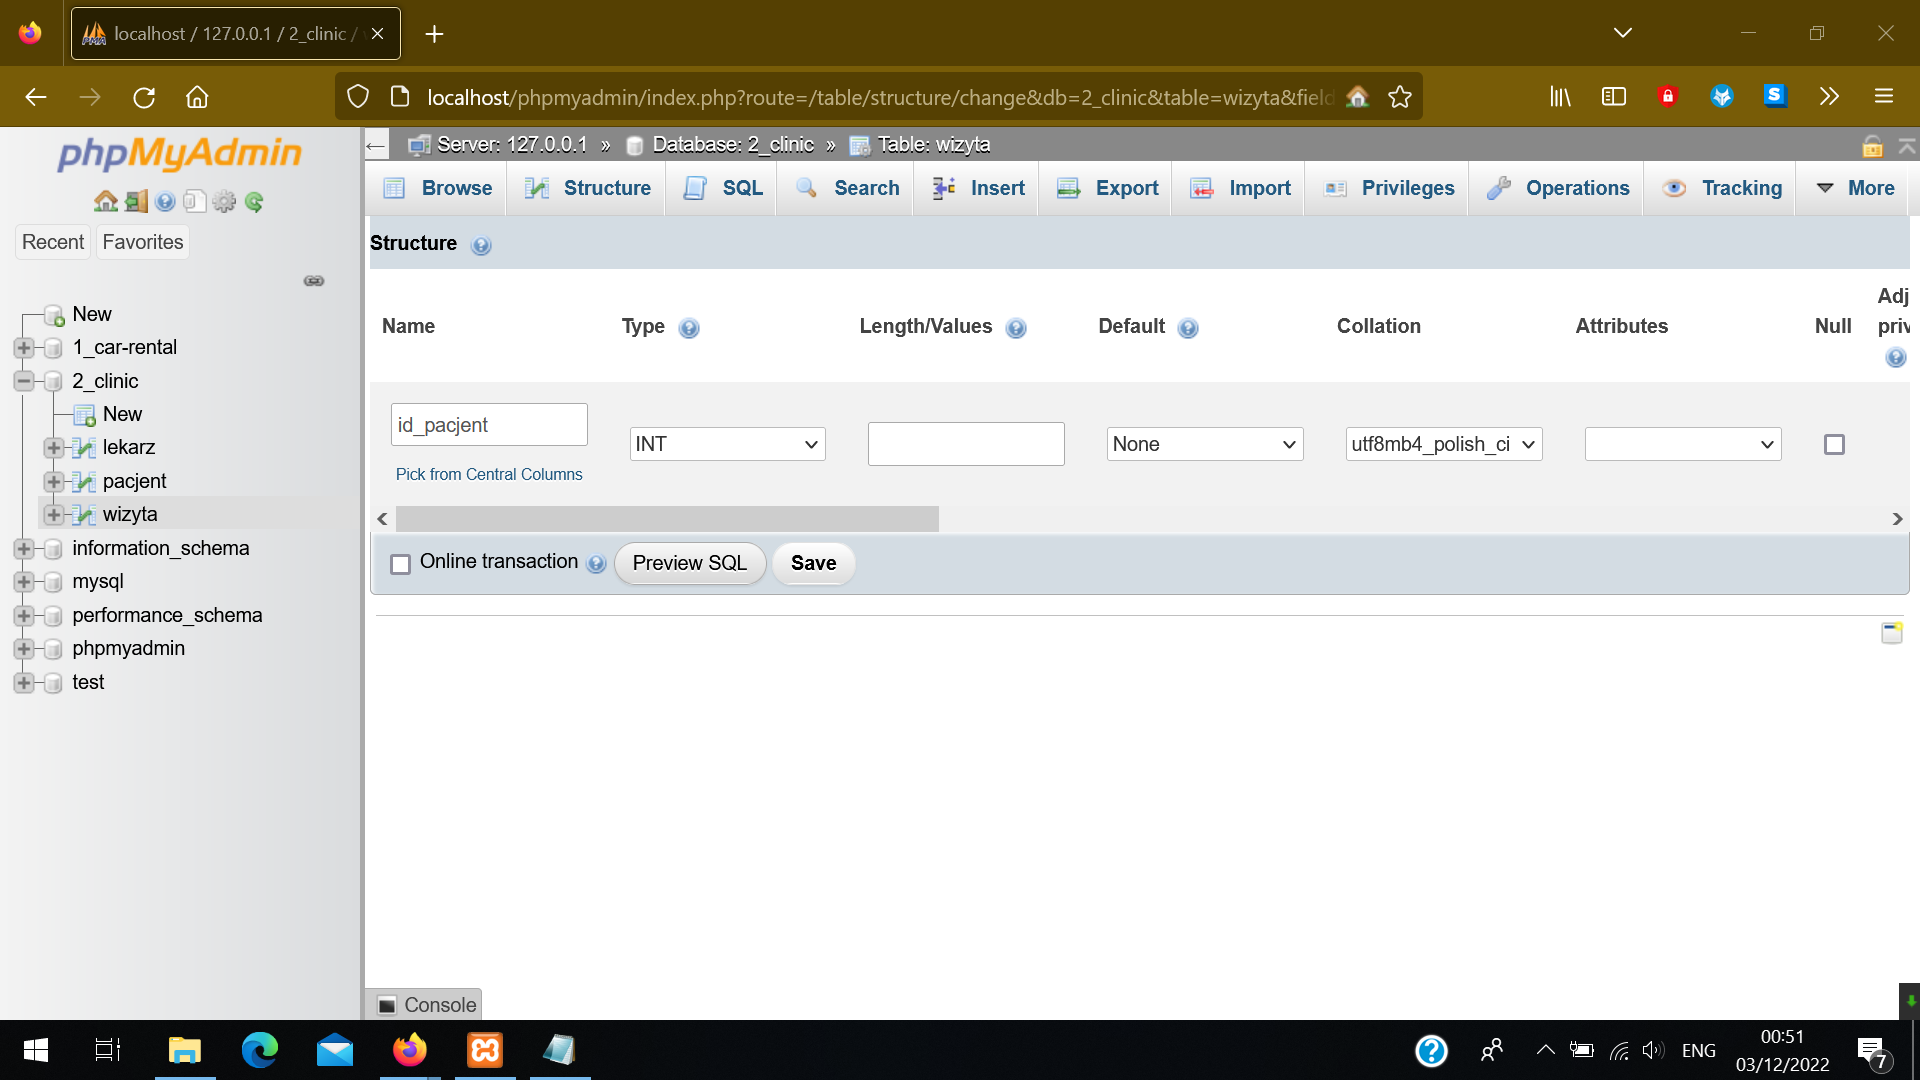 localhost / 127.0.0.1 / 2_clinic /
localhost/phpmyadmin/index.php?route=/table/structure/change&db=2_clinic&table=wizyta&field
phpMyAdmin
Server: 127.0.0.1 » Database: 2_clinic » Table: wizyta
Browse Structure SQL Search Insert Export Import Privileges Operations Tracking More
Recent Favorites
New
1_car-rental
2_clinic
New
lekarz
pacjent
wizyta
information_schema
mysql
performance_schema
phpmyadmin
test
Structure
Name Type Length/Values Default Collation Attributes Null Adj
priv
id_pacjent INT None utf8mb4_polish_ci
Pick from Central Columns
Online transaction Preview SQL Save
Console
ENG
00:51
03/12/2022
7